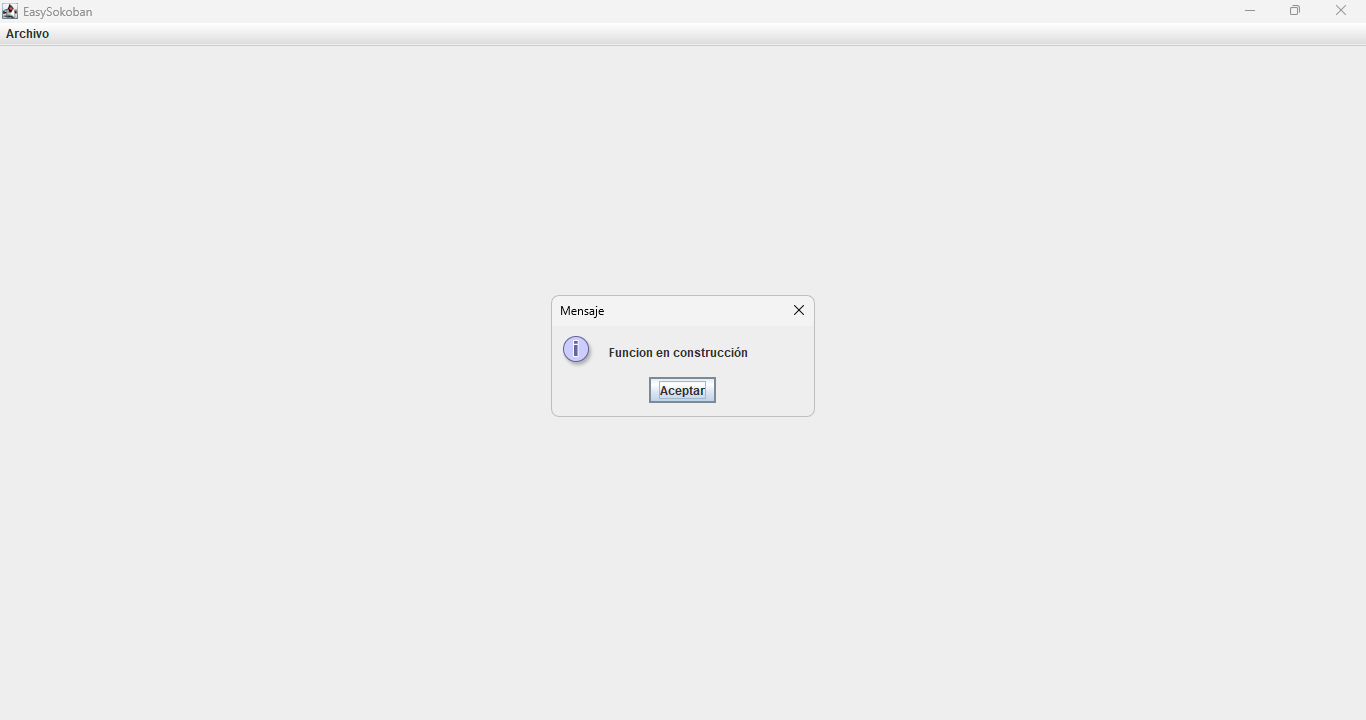 EasySokoban
Archivo
Mensaje
Funcion en construcción
Aceptar